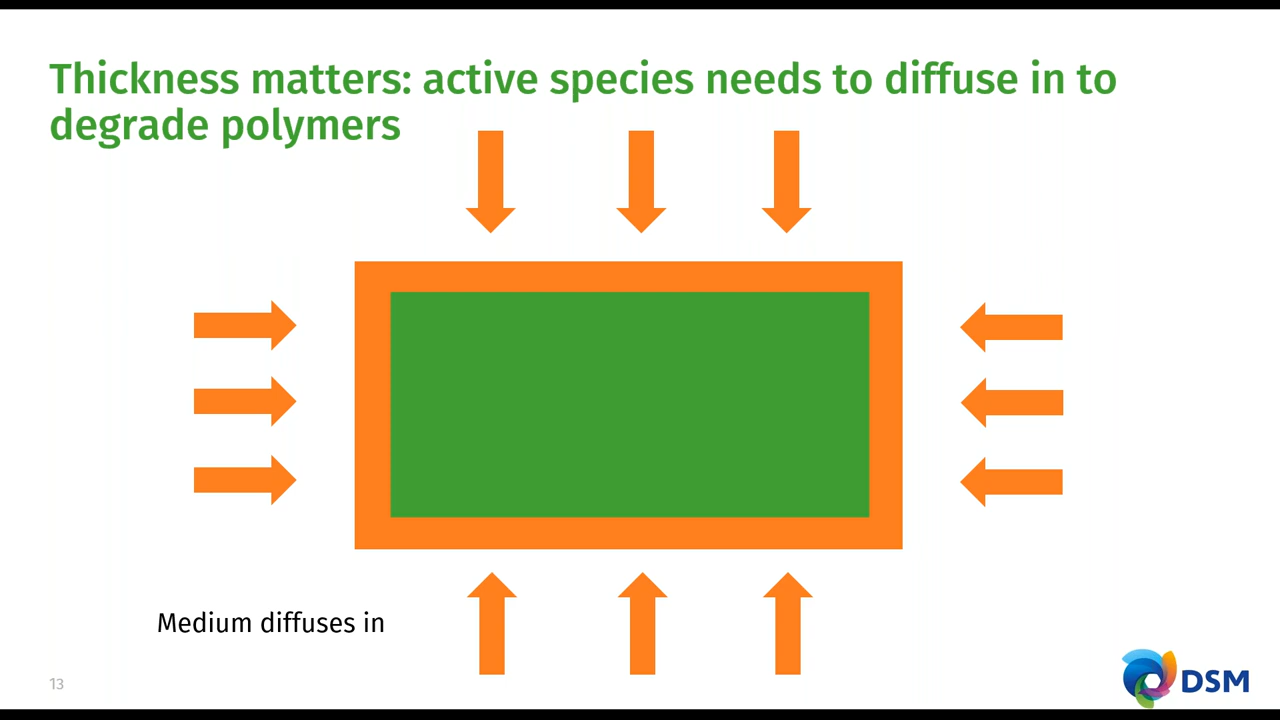 Thickness matters: active species needs to diffuse in to
degrade polymers
Medium diffuses in
13
DSM